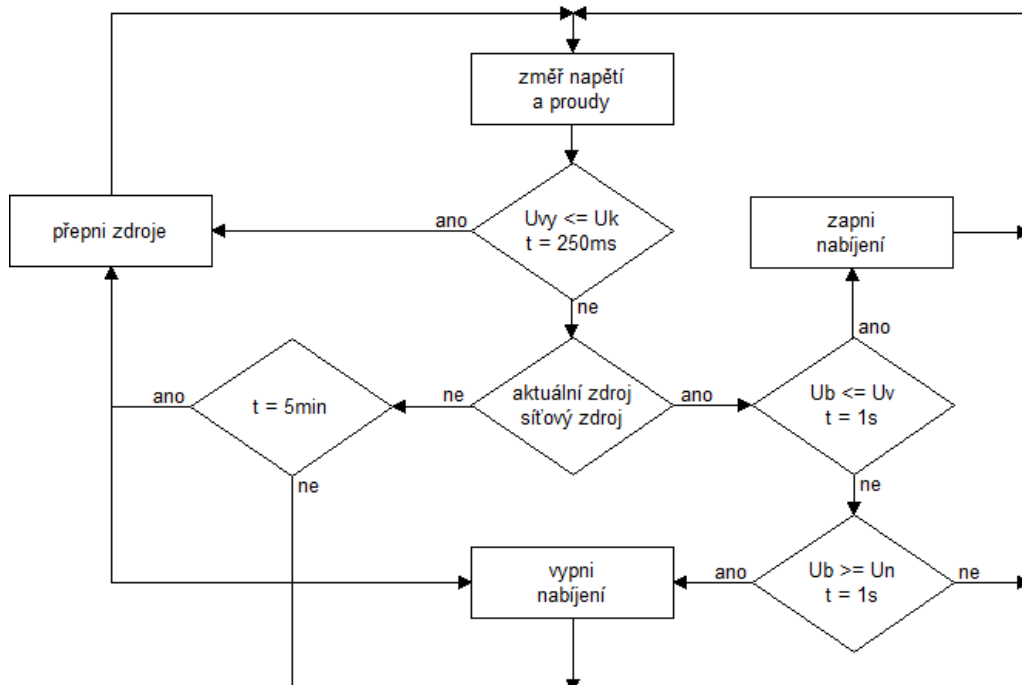 změř napětí
a proudy
Uvy <= Uk
t = 250ms
ano
ne
přepni zdroje
zapni
nabíjení
ano
t = 5min
ano
ne
ne
aktuální zdroj
síťový zdroj
ano
Ub <= Uv
t = 1s
ne
vypni
nabíjení
ano
Ub >= Un
t = 1s
ne